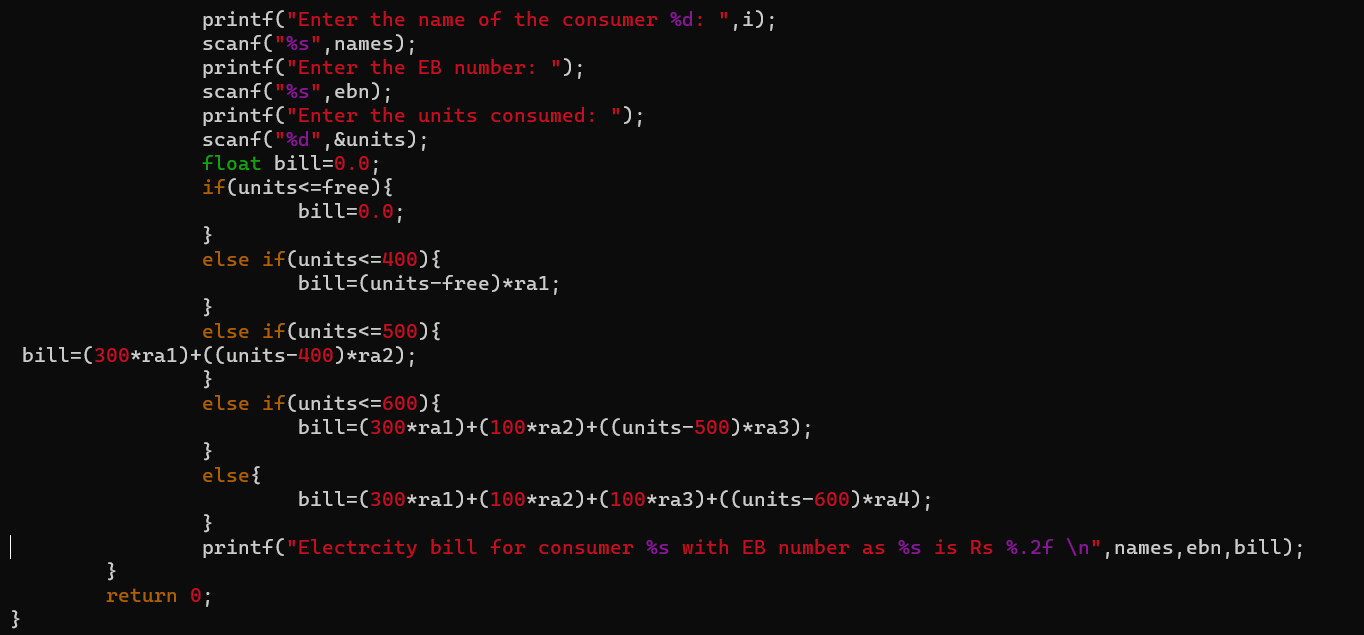 printf("Enter the name of the consumer %d: ",i);
scanf("%s",names);
printf("Enter the EB number: ");
scanf("%s",ebn);
printf("Enter the units consumed: ");
scanf("%d",&units);
float bill=0.0;
if(units<=free){
bill=0.0;
}
else if(units<=400){
bill=(units-free)*ra1;
}
else if(units<=500){
bill=(300*ra1)+((units-400)*ra2);
}
else if(units<=600){
bill=(300*ra1)+(100*ra2)+((units-500)*ra3);
}
else{
bill=(300*ra1)+(100*ra2)+(100*ra3)+((units-600)*ra4);
}
printf("Electrcity bill for consumer %s with EB number as %s is Rs %.2f \n",names,ebn,bill);
}
return 0;
}